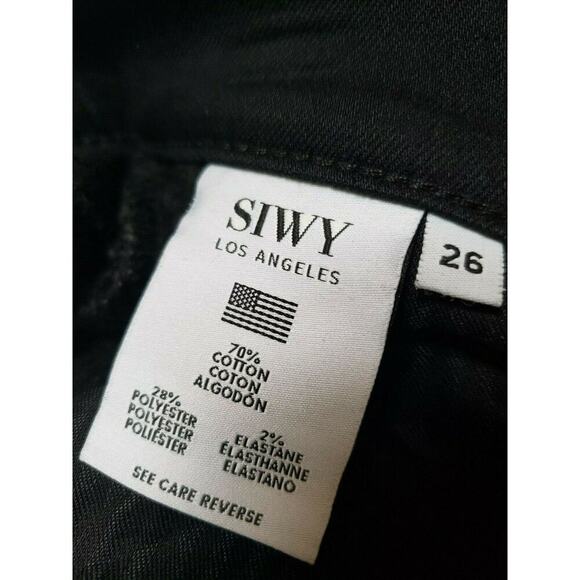 SIWY
LOS ANGELES
26
70%
COTTON
COTON
ALGODÓN
28%
POLYESTER
POLYESTER
POLIÉSTER
2%
ELASTANE
ÉLASTHANNE
ELASTANO
SEE CARE REVERSE